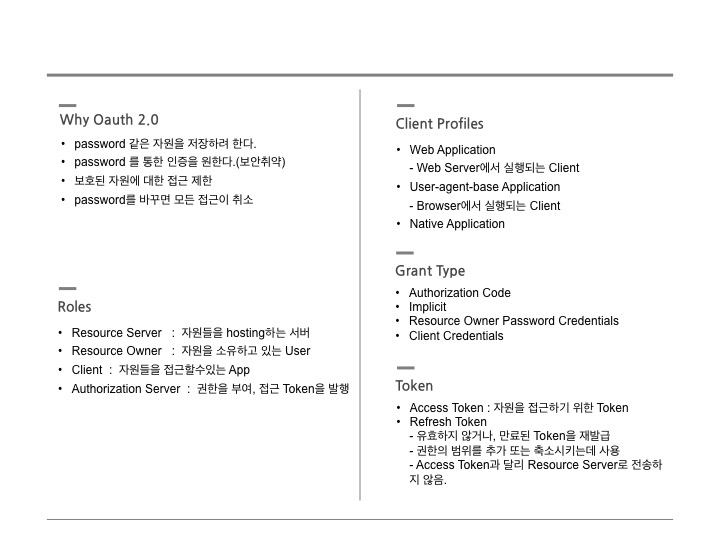 Why Oauth 2.0
• password 같은 자원을 저장하려 한다.
• password 를 통한 인증을 원한다.(보안취약)
• 보호된 자원에 대한 접근 제한
• password를 바꾸면 모든 접근이 취소
Roles
• Resource Server : 자원들을 hosting하는 서버
• Resource Owner : 자원을 소유하고 있는 User
• Client : 자원들을 접근할수있는 App
• Authorization Server : 권한을 부여, 접근 Token을 발행
Client Profiles
• Web Application
- Web Server에서 실행되는 Client
• User-agent-base Application
- Browser에서 실행되는 Client
• Native Application
Grant Type
• Authorization Code
• Implicit
• Resource Owner Password Credentials
• Client Credentials
Token
• Access Token : 자원을 접근하기 위한 Token
• Refresh Token
- 유효하지 않거나, 만료된 Token을 재발급
- 권한의 범위를 추가 또는 축소시키는데 사용
- Access Token과 달리 Resource Server로 전송하
지 않음.